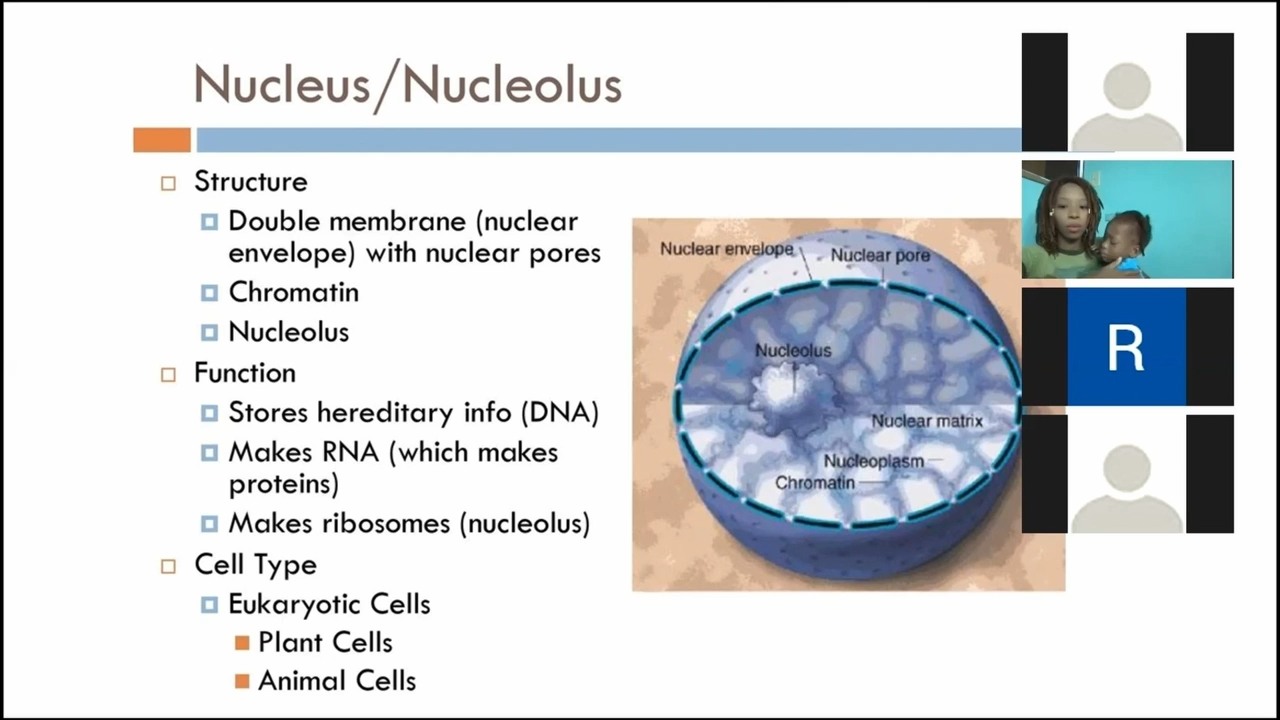 Nucleus/Nucleolus
Structure
Double membrane (nuclear
envelope) with nuclear pores
Chromatin
Nucleolus
Function
Stores hereditary info (DNA)
Makes RNA (which makes
proteins)
Makes ribosomes (nucleolus)
Cell Type
Eukaryotic Cells
Plant Cells
Animal Cells
Nuclear envelope
Nuclear pore
Nucleolus
Nuclear matrix
Nucleoplasm
Chromatin
R